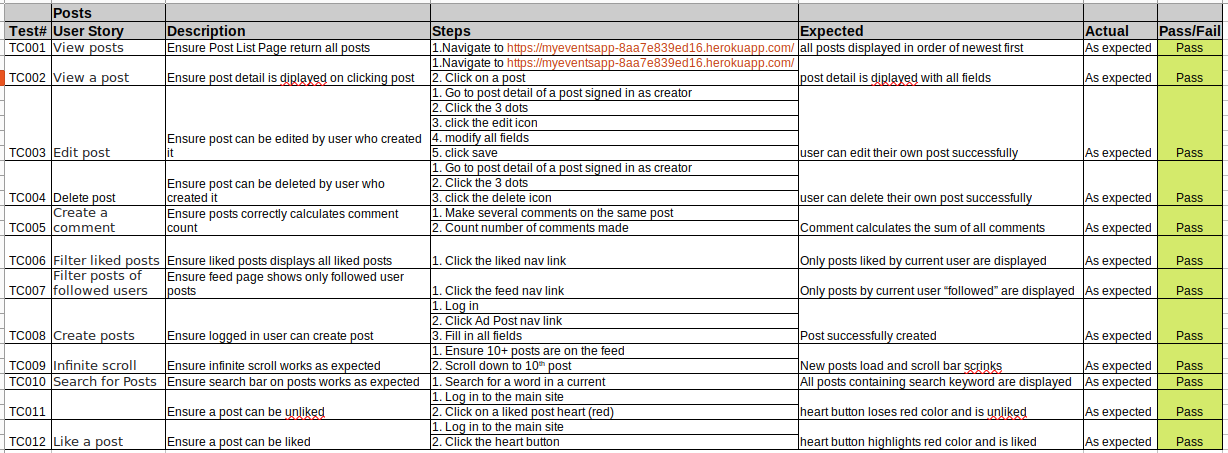 Posts
Test# User Story Description Steps Expected Actual Pass/Fail
TC001 View posts Ensure Post List Page return all posts 1.Navigate to https://myeventsapp-8aa7e839ed16.herokuapp.com/ all posts displayed in order of newest first As expected Pass
1.Navigate to https://myeventsapp-8aa7e839ed16.herokuapp.com/
TC002 View a post Ensure post detail is diplayed on clicking post 2. Click on a post post detail is diplayed with all fields As expected Pass
1. Go to post detail of a post signed in as creator
2. Click the 3 dots
3. click the edit icon
Ensure post can be edited by user who created 4. modify all fields
TC003 Edit post it 5. click save user can edit their own post successfully As expected Pass
1. Go to post detail of a post signed in as creator
Ensure post can be deleted by user who 2. Click the 3 dots
TC004 Delete post created it 3. click the delete icon user can delete their own post successfully As expected Pass
Create a Ensure posts correctly calculates comment 1. Make several comments on the same post
TC005 comment count 2. Count number of comments made Comment calculates the sum of all comments As expected Pass
TC006 Filter liked posts Ensure liked posts displays all liked posts 1. Click the liked nav link Only posts liked by current user are displayed As expected Pass
Filter posts of Ensure feed page shows only followed user
TC007 followed users posts 1. Click the feed nav link Only posts by current user “followed” are displayed As expected Pass
1. Log in
2. Click Ad Post nav link
TC008 Create posts Ensure logged in user can create post 3. Fill in all fields Post successfully created As expected Pass
1. Ensure 10+ posts are on the feed
TC009 Infinite scroll Ensure infinite scroll works as expected 2. Scroll down to 10th post New posts load and scroll bar scrinks As expected Pass
TC010 Search for Posts Ensure search bar on posts works as expected 1. Search for a word in a current All posts containing search keyword are displayed As expected Pass
1. Log in to the main site
TC011 Ensure a post can be unliked 2. Click on a liked post heart (red) heart button loses red color and is unliked As expected Pass
1. Log in to the main site
TC012 Like a post Ensure a post can be liked 2. Click the heart button heart button highlights red color and is liked As expected Pass